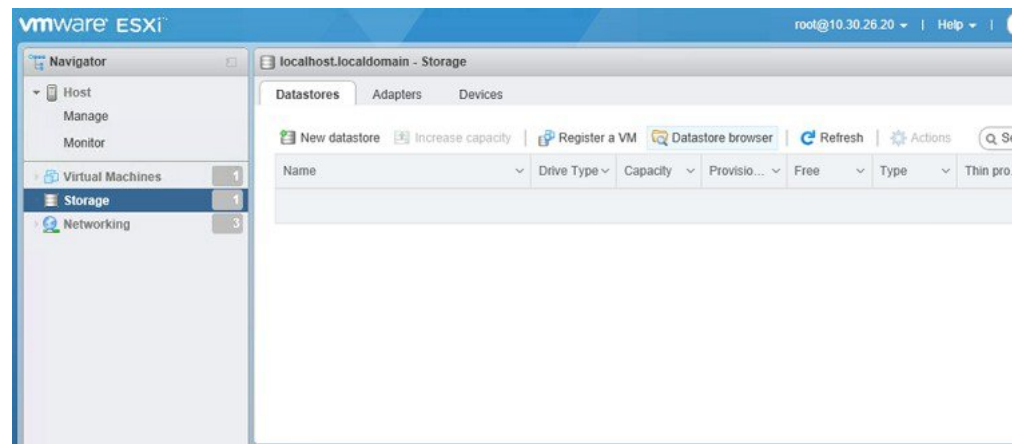 vmware ESXi™
root@10.30.26.20 | Help |
Navigator
localhost.localdomain - Storage
Host
Manage
Monitor
Virtual Machines 1
Storage 1
Networking 3
Datastores Adapters Devices
New datastore Increase capacity | Register a VM Datastore browser | Refresh | Actions
Name Drive Type Capacity Provisio... Free Type Thin pro